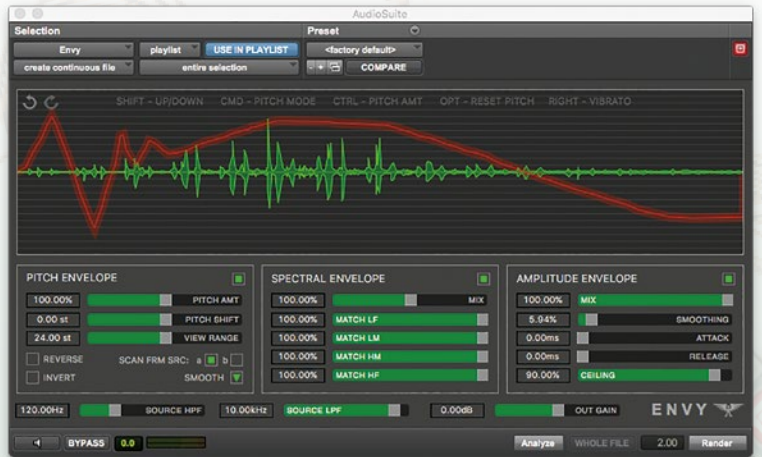 AudioSuite
Selection
Preset
Envy playlist USE IN PLAYLIST <factory default>
create continuous file entire selection - + COMPARE
SHIFT - UP/DOWN CMD - PITCH MODE CTRL - PITCH AMT OPT - RESET PITCH RIGHT - VIBRATO
PITCH ENVELOPE
100.00% PITCH AMT
0.00 st PITCH SHIFT
24.00 st VIEW RANGE
REVERSE SCAN FRM SRC: a b
INVERT SMOOTH
SPECTRAL ENVELOPE
100.00% MIX
100.00% MATCH LF
100.00% MATCH LM
100.00% MATCH HM
100.00% MATCH HF
AMPLITUDE ENVELOPE
100.00% MIX
5.94% SMOOTHING
0.00ms ATTACK
0.00ms RELEASE
90.00% CEILING
120.00Hz SOURCE HPF 10.00kHz SOURCE LPF 0.00dB OUT GAIN ENVY
BYPASS 0.0 Analyze WHOLE FILE 2.00 Render